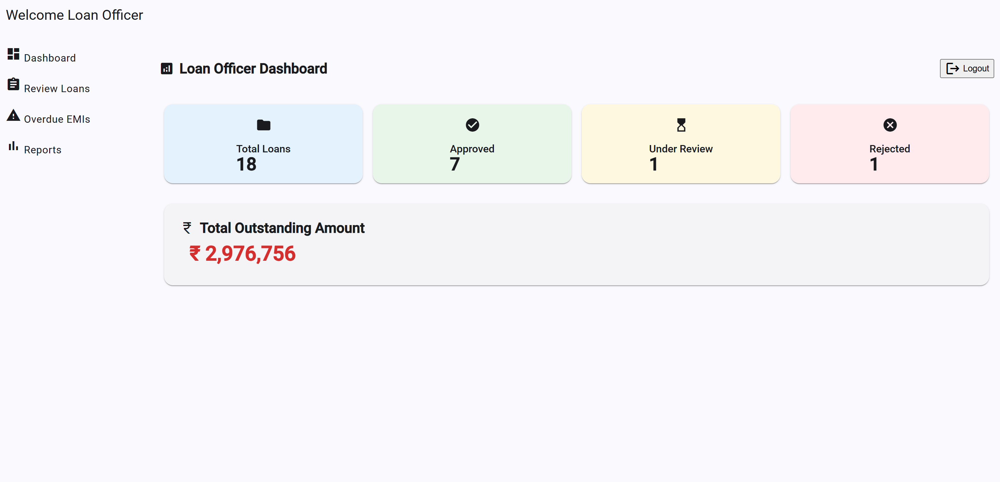 Welcome Loan Officer
Dashboard
Review Loans
Overdue EMIs
Reports
Loan Officer Dashboard
Logout
Total Loans
18
Approved
7
Under Review
1
Rejected
1
₹ Total Outstanding Amount
₹ 2,976,756